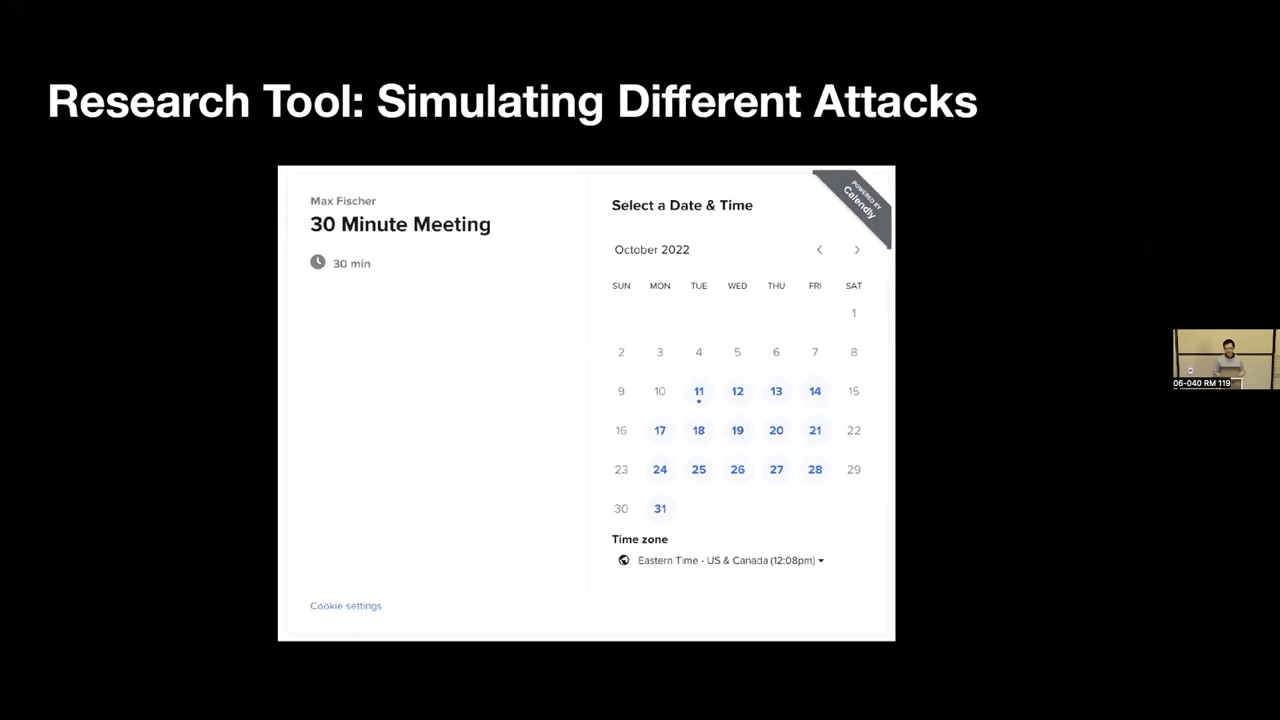 Research Tool: Simulating Different Attacks
Max Fischer
30 Minute Meeting
30 min
Cookie settings
POWERED BY
Calendly
Select a Date & Time
October 2022
SUN MON TUE WED THU FRI SAT
1
2 3 4 5 6 7 8
9 10 11 12 13 14 15
16 17 18 19 20 21 22
23 24 25 26 27 28 29
30 31
Time zone
Eastern Time - US & Canada (12:08pm)
06-040 RM 119